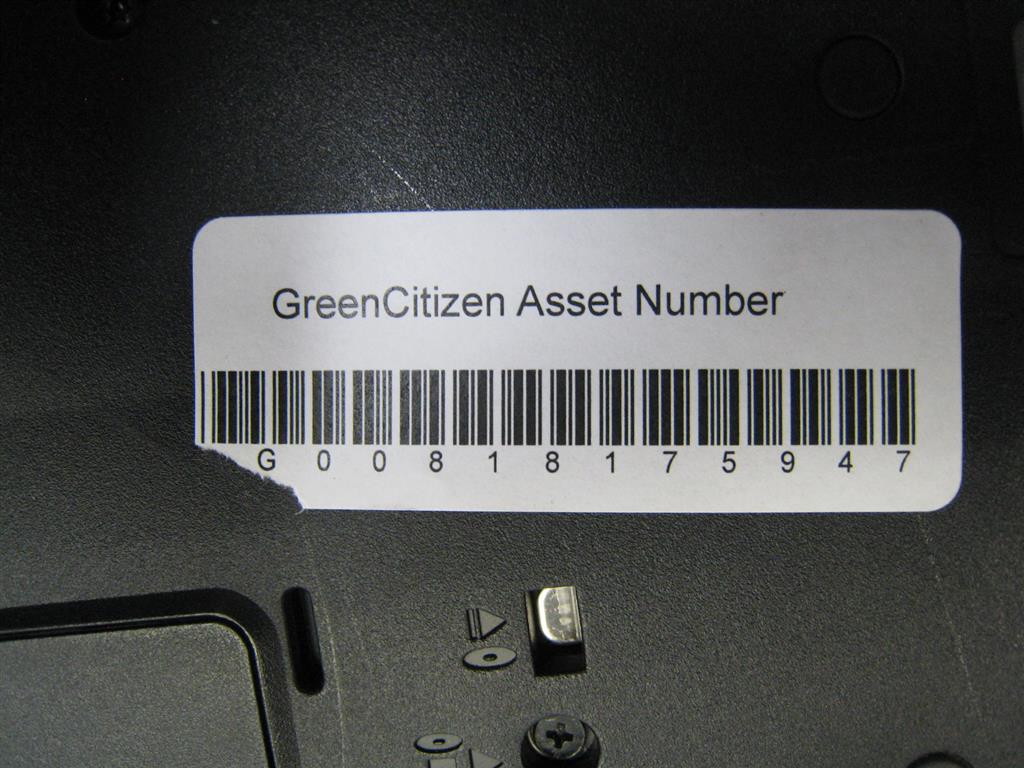 GreenCitizen Asset Number
G 0 0 8 1 8 1 7 5 9 4 7